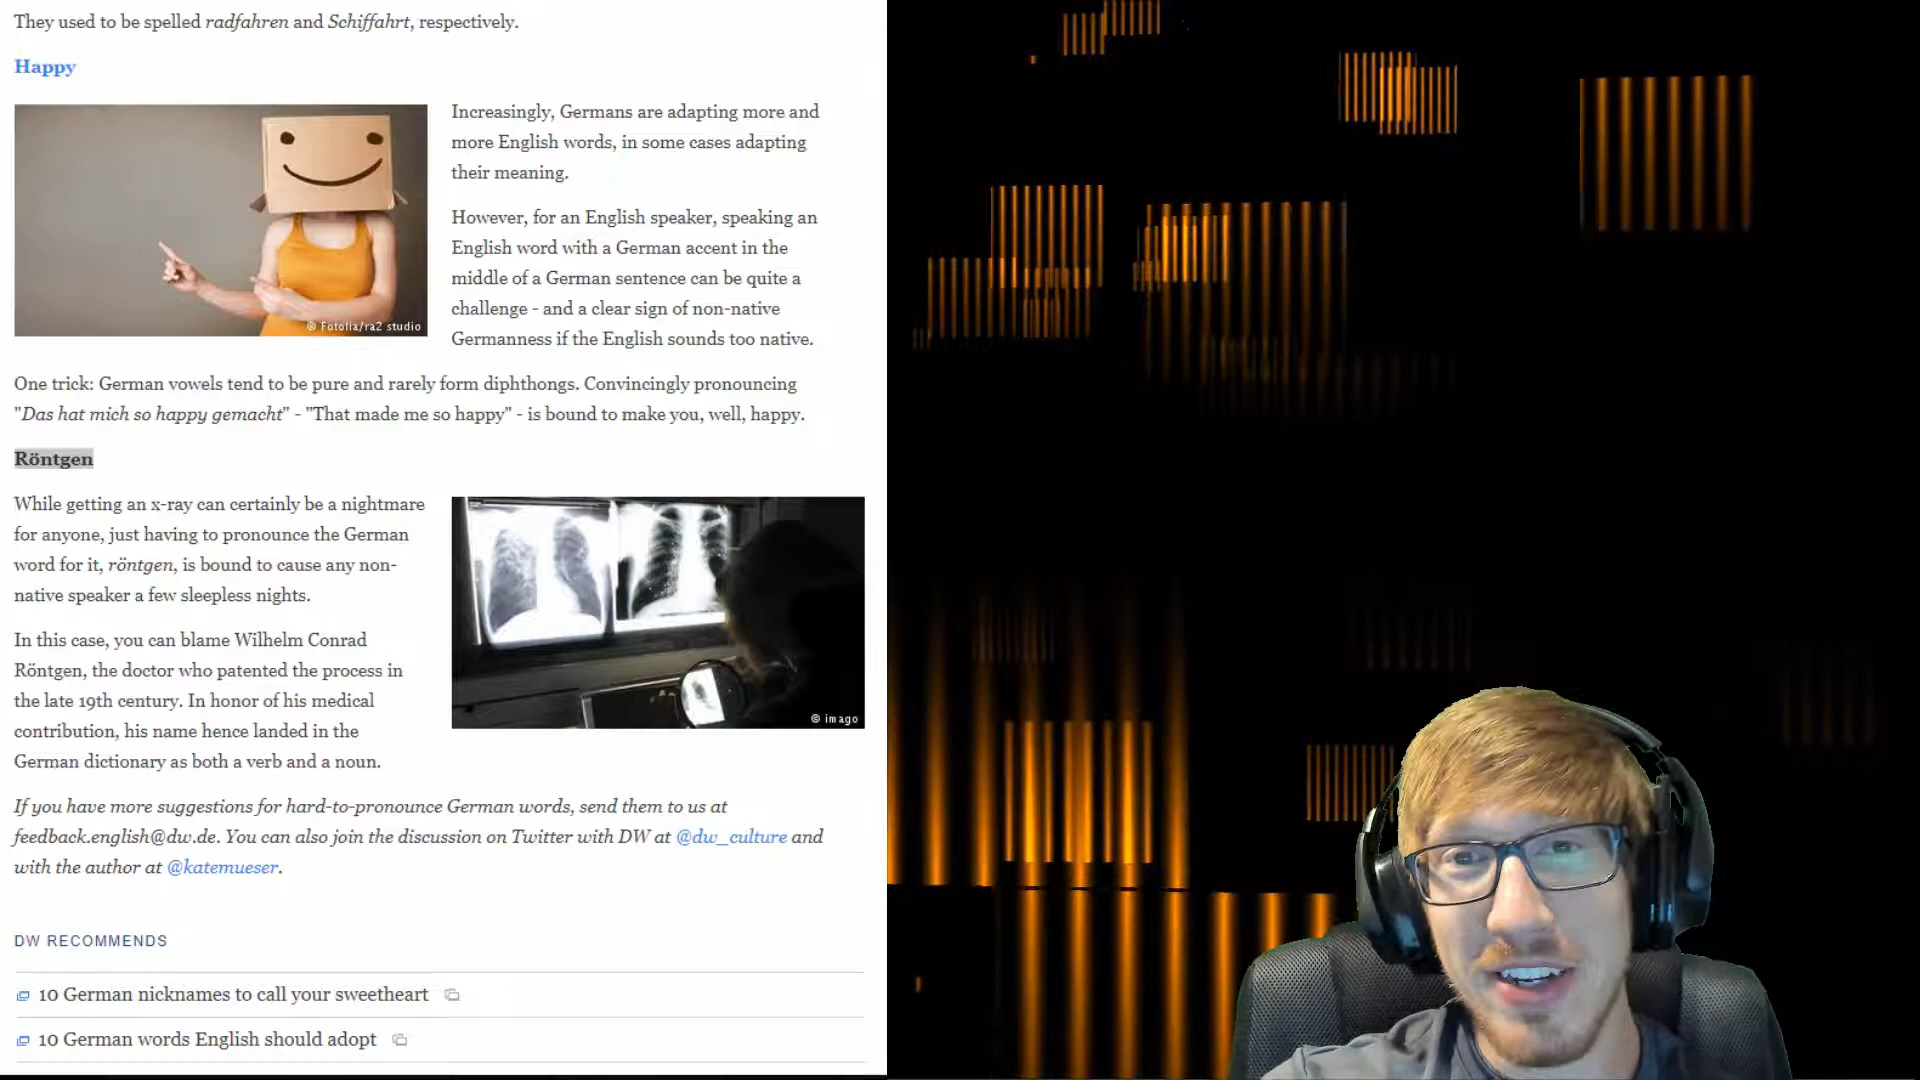 They used to be spelled radfahren and Schiffahrt, respectively.
Happy
Increasingly, Germans are adapting more and
more English words, in some cases adapting
their meaning.
However, for an English speaker, speaking an
English word with a German accent in the
middle of a German sentence can be quite a
challenge - and a clear sign of non-native
Germanness if the English sounds too native.
© Fotolia/ra2 studio
One trick: German vowels tend to be pure and rarely form diphthongs. Convincingly pronouncing
"Das hat mich so happy gemacht" - "That made me so happy" - is bound to make you, well, happy.
Röntgen
While getting an x-ray can certainly be a nightmare
for anyone, just having to pronounce the German
word for it, röntgen, is bound to cause any non-
native speaker a few sleepless nights.
In this case, you can blame Wilhelm Conrad
Röntgen, the doctor who patented the process in
the late 19th century. In honor of his medical
contribution, his name hence landed in the
German dictionary as both a verb and a noun.
© imago
If you have more suggestions for hard-to-pronounce German words, send them to us at
feedback.english@dw.de. You can also join the discussion on Twitter with DW at @dw_culture and
with the author at @katemueser.
DW RECOMMENDS
10 German nicknames to call your sweetheart
10 German words English should adopt